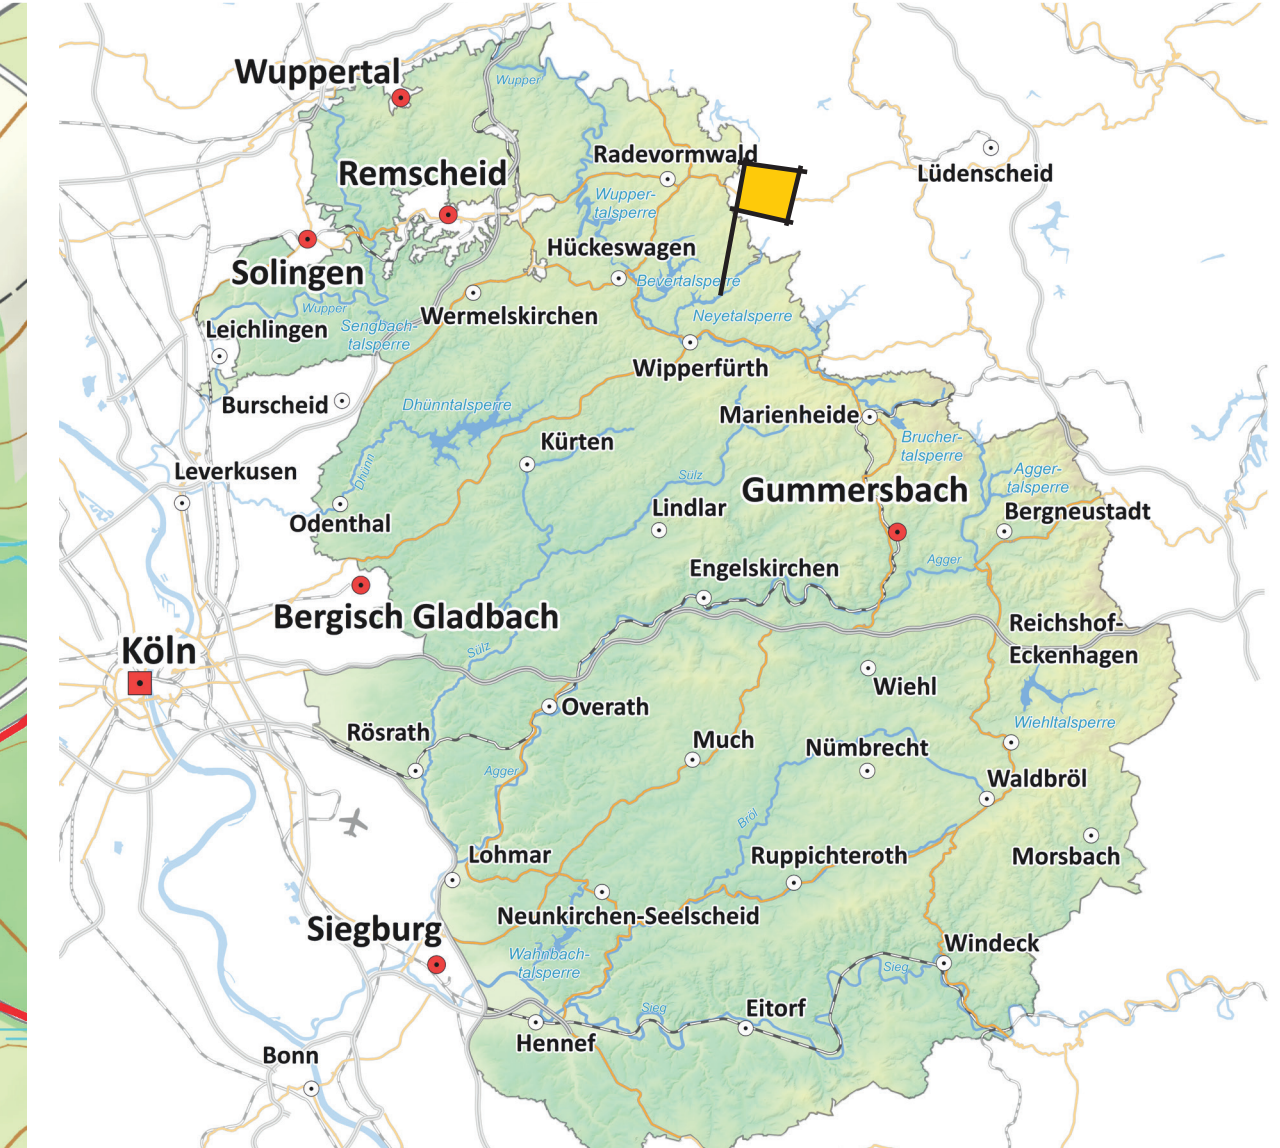 Wuppertal
Wupper
Radevormwald
Lüdenscheid
Remscheid
Wupper-
talsperre
Hückeswagen
Solingen
Bevertalsperre
Wupper
Wermelskirchen
Neyetalsperre
Leichlingen
Sengbach-
talsperre
Wipperfürth
Burscheid
Dhünntalsperre
Marienheide
Kürten
Brucher-
talsperre
Leverkusen
Dhünn
Sülz
Agger-
talsperre
Gummersbach
Odenthal
Lindlar
Bergneustadt
Engelskirchen
Agger
Bergisch Gladbach
Reichshof-
Eckenhagen
Köln
Sülz
Wiehl
Overath
Rösrath
Much
Nümbrecht
Wiehltalsperre
Agger
Waldbröl
Bröl
Lohmar
Ruppichteroth
Morsbach
Neunkirchen-Seelscheid
Siegburg
Wahnbach-
talsperre
Windeck
Sieg
Sieg
Eitorf
Hennef
Bonn